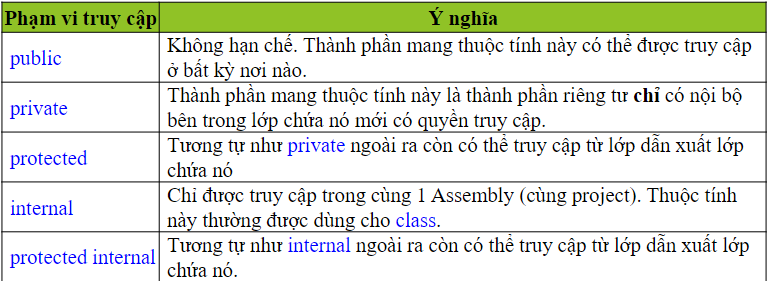 Phạm vi truy cập
Ý nghĩa
public
Không hạn chế. Thành phần mang thuộc tính này có thể được truy cập
ở bất kỳ nơi nào.
private
Thành phần mang thuộc tính này là thành phần riêng tư chỉ có nội bộ
bên trong lớp chứa nó mới có quyền truy cập.
protected
Tương tự như private ngoài ra còn có thể truy cập từ lớp dẫn xuất lớp
chứa nó
internal
Chỉ được truy cập trong cùng 1 Assembly (cùng project). Thuộc tính
này thường được dùng cho class.
protected internal
Tương tự như internal ngoài ra còn có thể truy cập từ lớp dẫn xuất lớp
chứa nó.